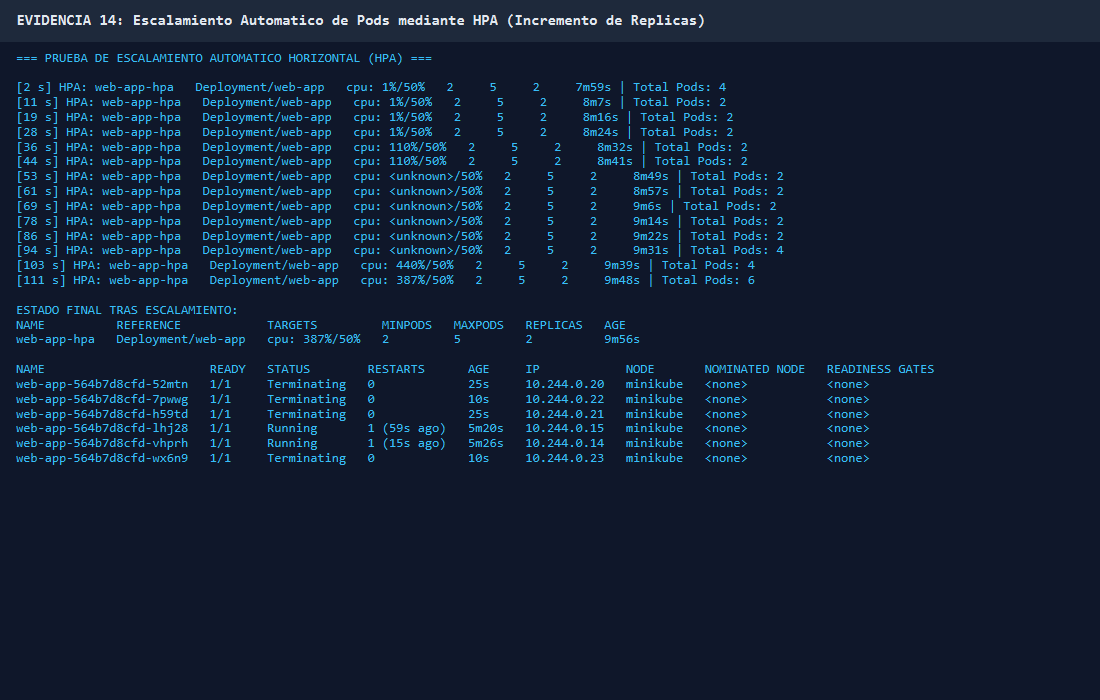 EVIDENCIA 14: Escalamiento Automatico de Pods mediante HPA (Incremento de Replicas)
=== PRUEBA DE ESCALAMIENTO AUTOMATICO HORIZONTAL (HPA) ===
[2 s] HPA: web-app-hpa   Deployment/web-app   cpu: 1%/50%   2     5     2     7m59s | Total Pods: 4
[11 s] HPA: web-app-hpa   Deployment/web-app   cpu: 1%/50%   2     5     2     8m7s | Total Pods: 2
[19 s] HPA: web-app-hpa   Deployment/web-app   cpu: 1%/50%   2     5     2     8m16s | Total Pods: 2
[28 s] HPA: web-app-hpa   Deployment/web-app   cpu: 1%/50%   2     5     2     8m24s | Total Pods: 2
[36 s] HPA: web-app-hpa   Deployment/web-app   cpu: 110%/50%   2     5     2     8m32s | Total Pods: 2
[44 s] HPA: web-app-hpa   Deployment/web-app   cpu: 110%/50%   2     5     2     8m41s | Total Pods: 2
[53 s] HPA: web-app-hpa   Deployment/web-app   cpu: <unknown>/50%   2     5     2     8m49s | Total Pods: 2
[61 s] HPA: web-app-hpa   Deployment/web-app   cpu: <unknown>/50%   2     5     2     8m57s | Total Pods: 2
[69 s] HPA: web-app-hpa   Deployment/web-app   cpu: <unknown>/50%   2     5     2     9m6s | Total Pods: 2
[78 s] HPA: web-app-hpa   Deployment/web-app   cpu: <unknown>/50%   2     5     2     9m14s | Total Pods: 2
[86 s] HPA: web-app-hpa   Deployment/web-app   cpu: <unknown>/50%   2     5     2     9m22s | Total Pods: 2
[94 s] HPA: web-app-hpa   Deployment/web-app   cpu: <unknown>/50%   2     5     2     9m31s | Total Pods: 4
[103 s] HPA: web-app-hpa   Deployment/web-app   cpu: 440%/50%   2     5     2     9m39s | Total Pods: 4
[111 s] HPA: web-app-hpa   Deployment/web-app   cpu: 387%/50%   2     5     2     9m48s | Total Pods: 6
ESTADO FINAL TRAS ESCALAMIENTO:
NAME          REFERENCE            TARGETS         MINPODS   MAXPODS   REPLICAS   AGE
web-app-hpa   Deployment/web-app   cpu: 387%/50%   2         5         2          9m56s
NAME                       READY   STATUS        RESTARTS      AGE     IP            NODE       NOMINATED NODE   READINESS GATES
web-app-564b7d8cfd-52mtn   1/1     Terminating   0             25s     10.244.0.20   minikube   <none>           <none>
web-app-564b7d8cfd-7pwwg   1/1     Terminating   0             10s     10.244.0.22   minikube   <none>           <none>
web-app-564b7d8cfd-h59td   1/1     Terminating   0             25s     10.244.0.21   minikube   <none>           <none>
web-app-564b7d8cfd-lhj28   1/1     Running       1 (59s ago)   5m20s   10.244.0.15   minikube   <none>           <none>
web-app-564b7d8cfd-vhprh   1/1     Running       1 (15s ago)   5m26s   10.244.0.14   minikube   <none>           <none>
web-app-564b7d8cfd-wx6n9   1/1     Terminating   0             10s     10.244.0.23   minikube   <none>           <none>